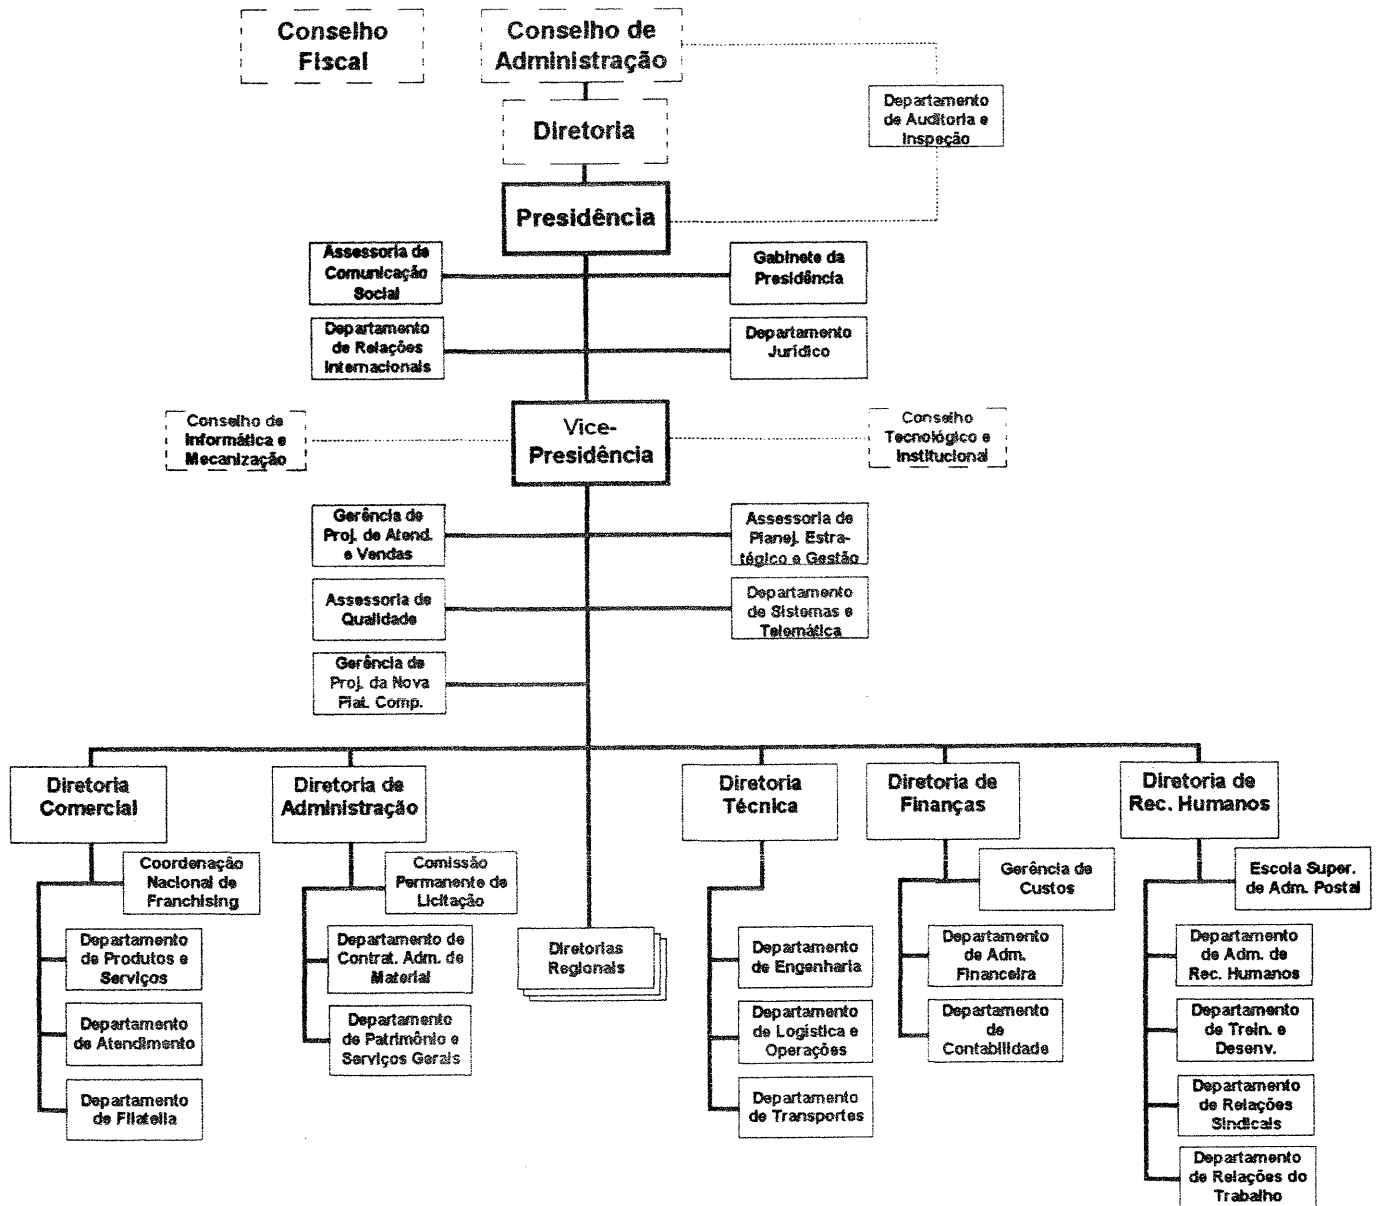 Conselho
Fiscal
Conselho de
Administração
Departamento
de Auditoria e
Inspeção
Diretoria
Presidência
Assessoria de
Comunicação
Social
Gabinete da
Presidência
Departamento
de Relações
Internacionais
Departamento
Jurídico
Conselho de
Informática e
Mecanização
Vice-
Presidência
Conselho
Tecnológico e
Institucional
Gerência de
Proj. de Atend.
e Vendas
Assessoria de
Planej. Estra-
tégico e Gestão
Assessoria de
Qualidade
Departamento
de Sistemas e
Telemática
Gerência de
Proj. da Nova
Plat. Comp.
Diretoria
Comercial
Diretoria de
Administração
Diretoria
Técnica
Diretoria de
Finanças
Diretoria de
Rec. Humanos
Coordenação
Nacional de
Franchising
Comissão
Permanente de
Licitação
Gerência de
Custos
Escola Super.
de Adm. Postal
Departamento
de Produtos e
Serviços
Departamento de
Contrat. Adm. de
Material
Diretorias
Regionais
Departamento
de Engenharia
Departamento
de Adm.
Financeira
Departamento
de Adm. de
Rec. Humanos
Departamento
de Atendimento
Departamento
de Patrimônio e
Serviços Gerais
Departamento
de Logística e
Operações
Departamento
de
Contabilidade
Departamento
de Trein. e
Desenv.
Departamento
de Filatelia
Departamento
de Transportes
Departamento
de Relações
Sindicais
Departamento
de Relações do
Trabalho